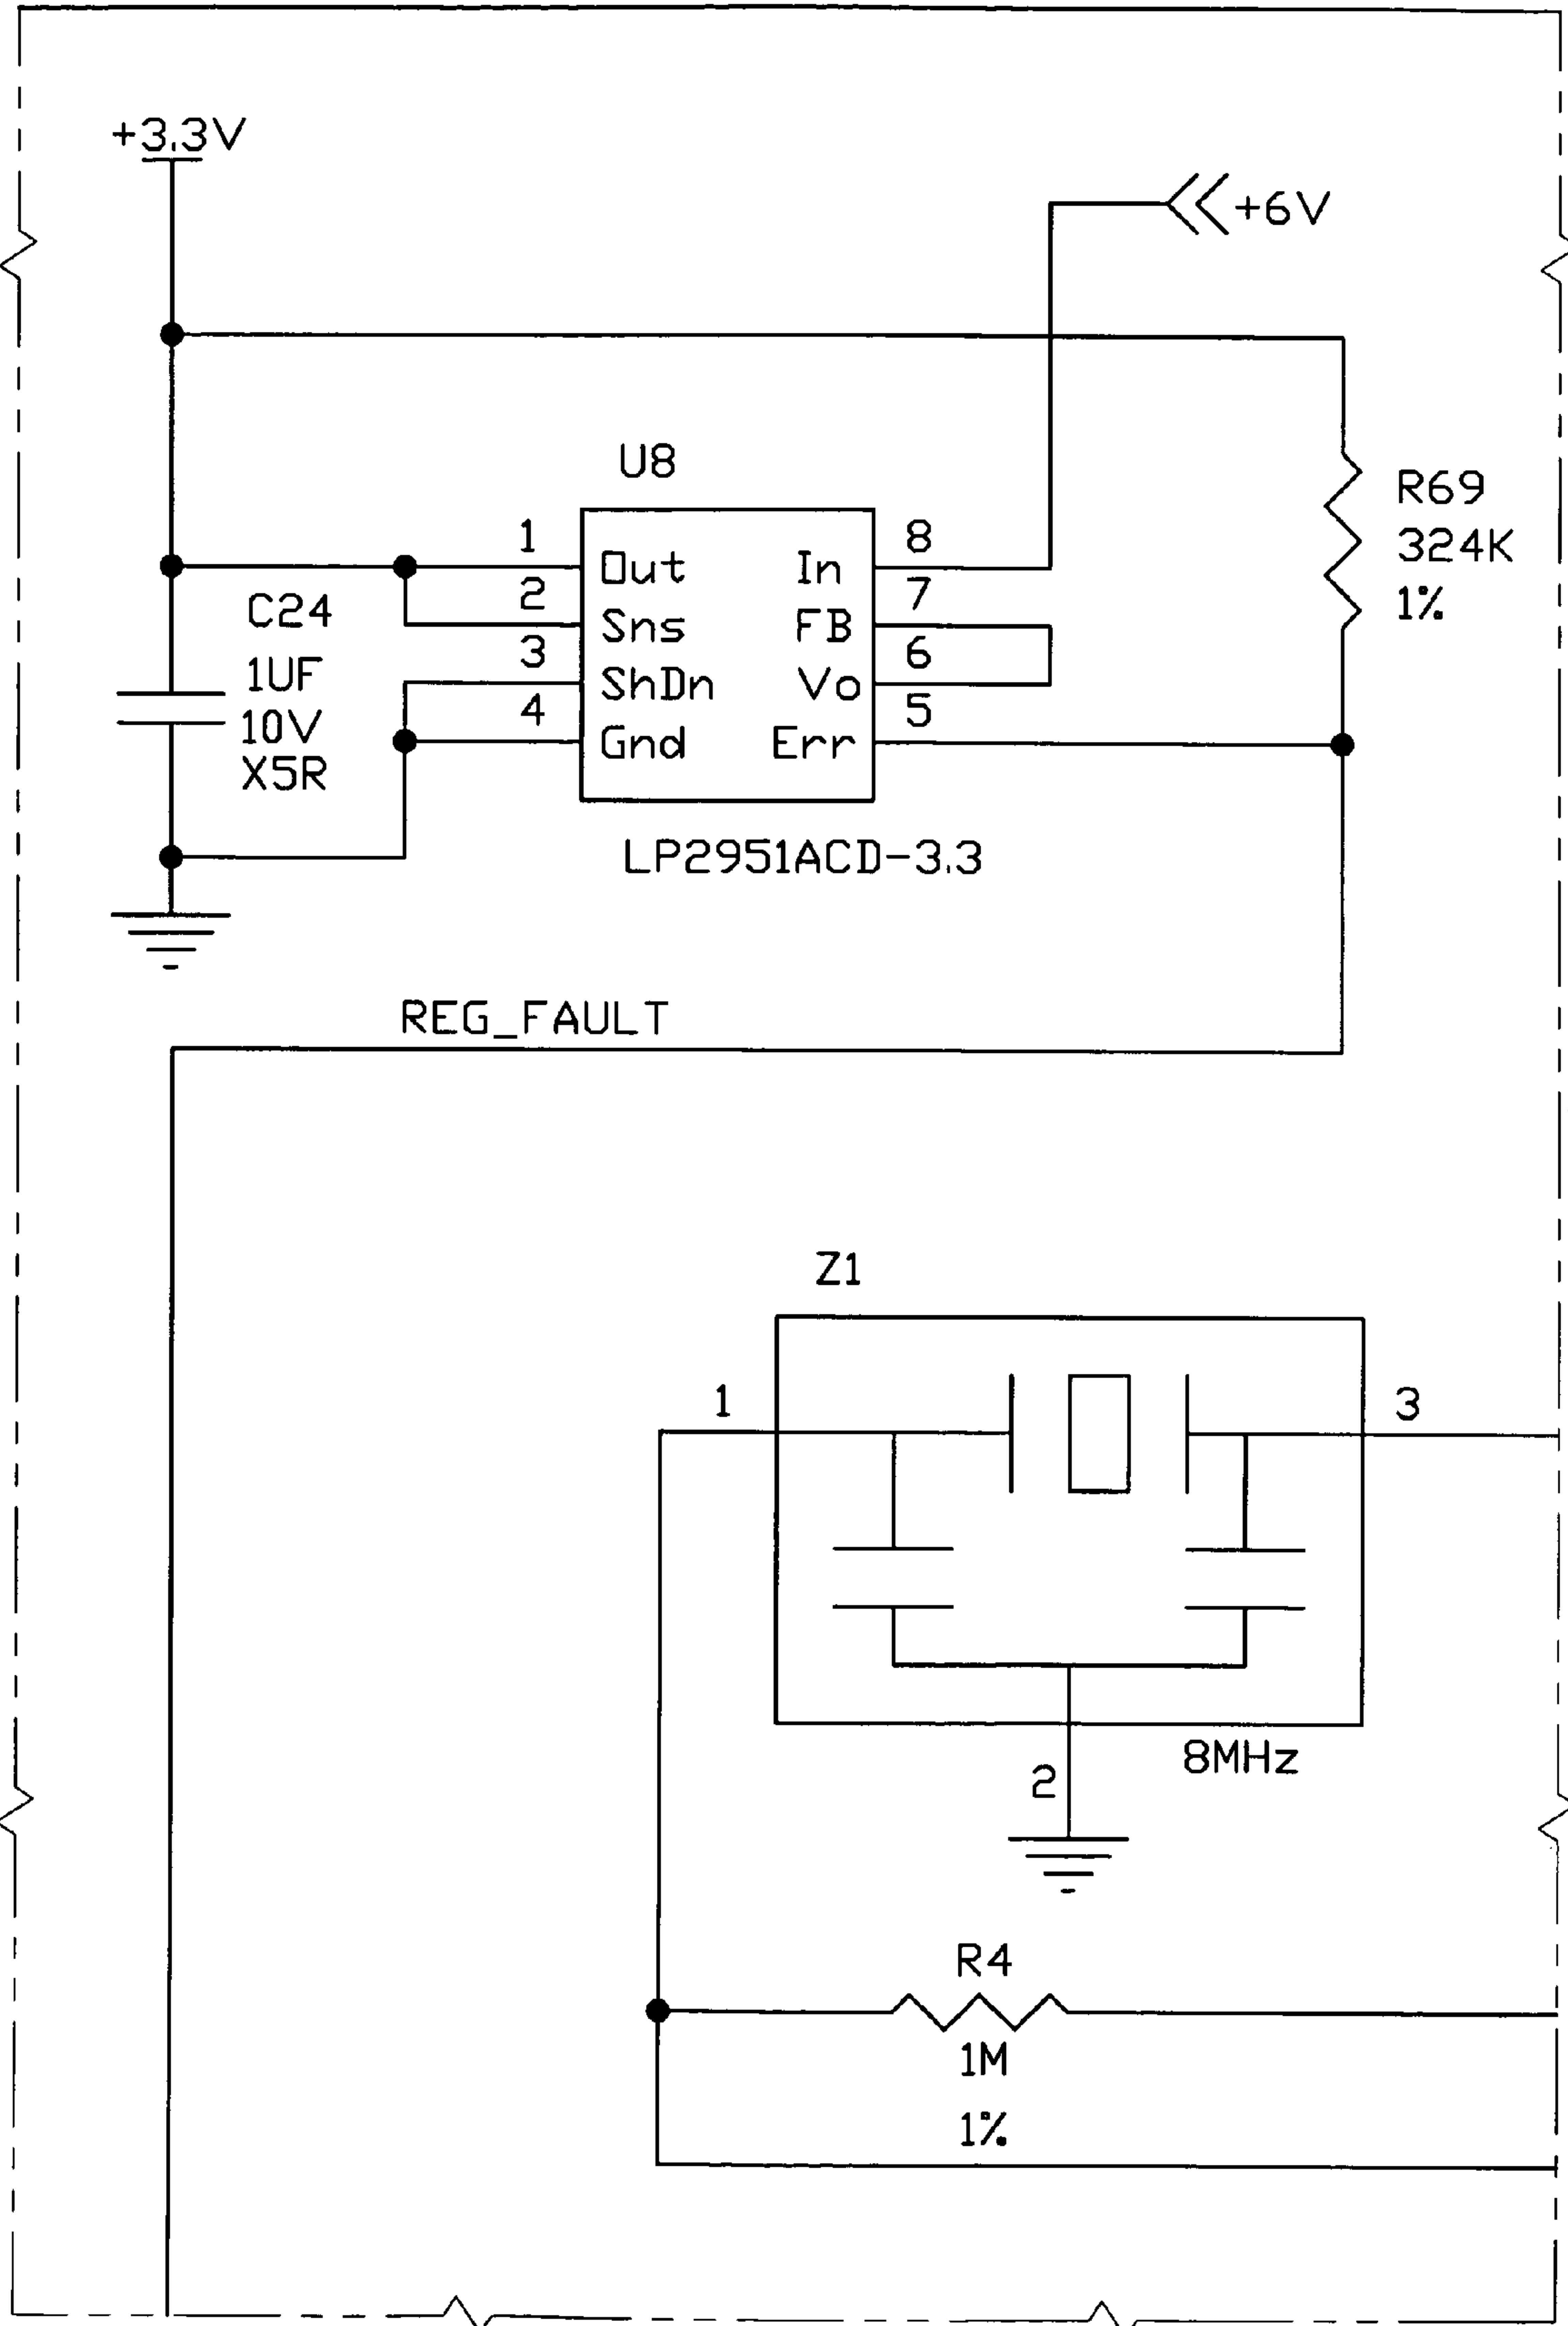 +3.3V
+6V
U8
R69
324K
1%
1
Out
In
8
C24
2
Sns
FB
7
1UF
3
ShDn
Vo
6
10V
4
Gnd
Err
5
X5R
LP2951ACD-3.3
REG_FAULT
Z1
1
3
8MHz
2
R4
1M
1%